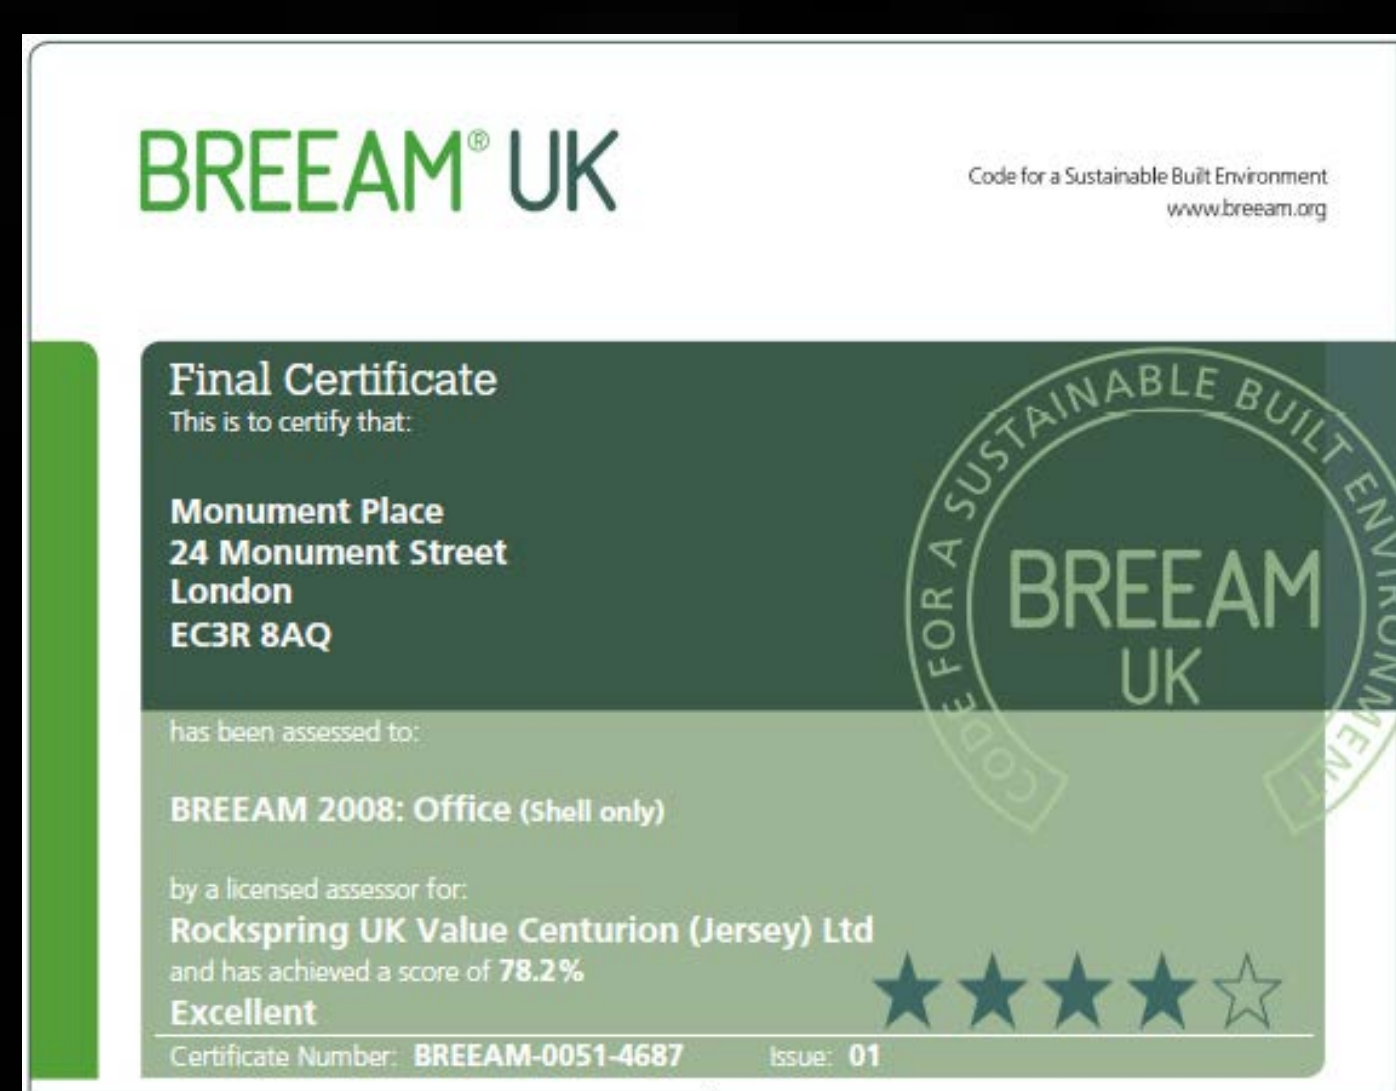 BREEAM® UK
Code for a Sustainable Built Environment
www.breeam.org
Final Certificate
This is to certify that:
Monument Place
24 Monument Street
London
EC3R 8AQ
CODE FOR A SUSTAINABLE BUILT ENVIRONMENT
BREEAM
UK
has been assessed to:
BREEAM 2008: Office (Shell only)
by a licensed assessor for:
Rockspring UK Value Centurion (Jersey) Ltd
and has achieved a score of 78.2%
Excellent
Certificate Number: BREEAM-0051-4687 Issue: 01